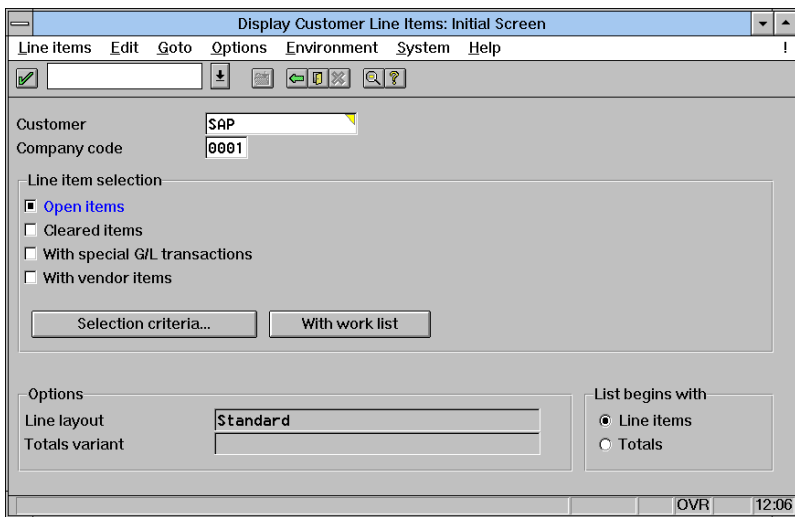 Display Customer Line Items: Initial Screen
Line items Edit Goto Options Environment System Help !
Customer SAP
Company code 0001
Line item selection
Open items
Cleared items
With special G/L transactions
With vendor items
Selection criteria... With work list
Options List begins with
Line layout Standard Line items
Totals variant Totals
OVR 12:06